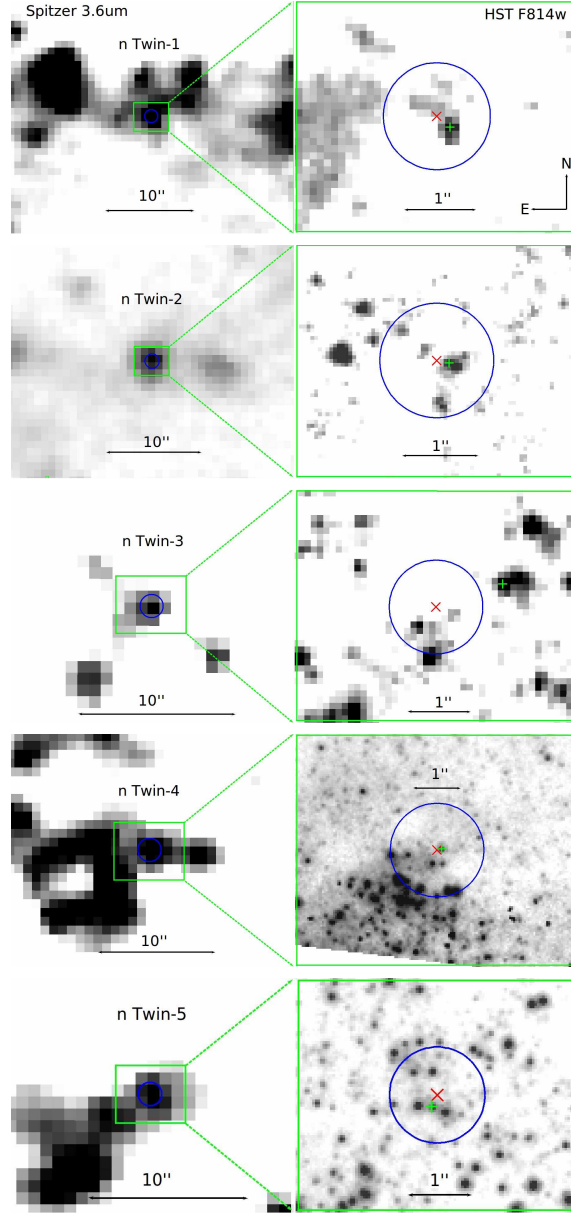 Spitzer 3.6um
HST F814w
n Twin-1
10''
1''
N
E
n Twin-2
10''
1''
n Twin-3
10''
1''
n Twin-4
1''
10''
n Twin-5
10''
1''